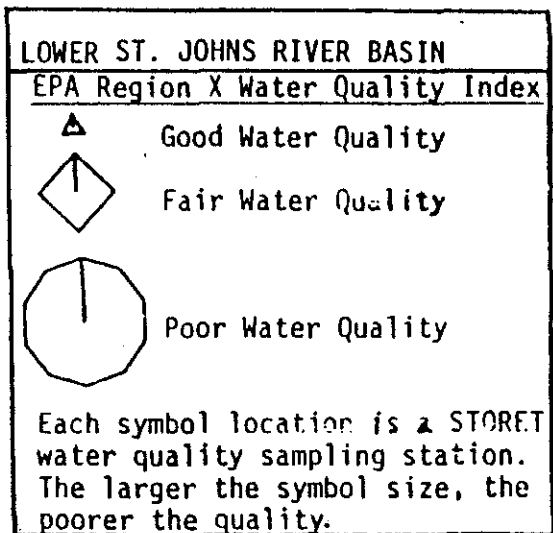 LOWER ST. JOHNS RIVER BASIN
EPA Region X Water Quality Index
Good Water Quality
Fair Water Quality
Poor Water Quality
Each symbol location is a STORET
water quality sampling station.
The larger the symbol size, the
poorer the quality.